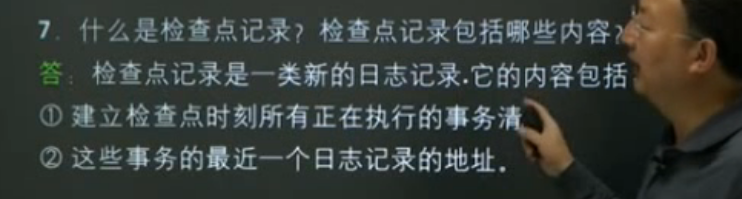 7. 什么是检查点记录？检查点记录包括哪些内容？
答：检查点记录是一类新的日志记录.它的内容包括
① 建立检查点时刻所有正在执行的事务清
② 这些事务的最近一个日志记录的地址。